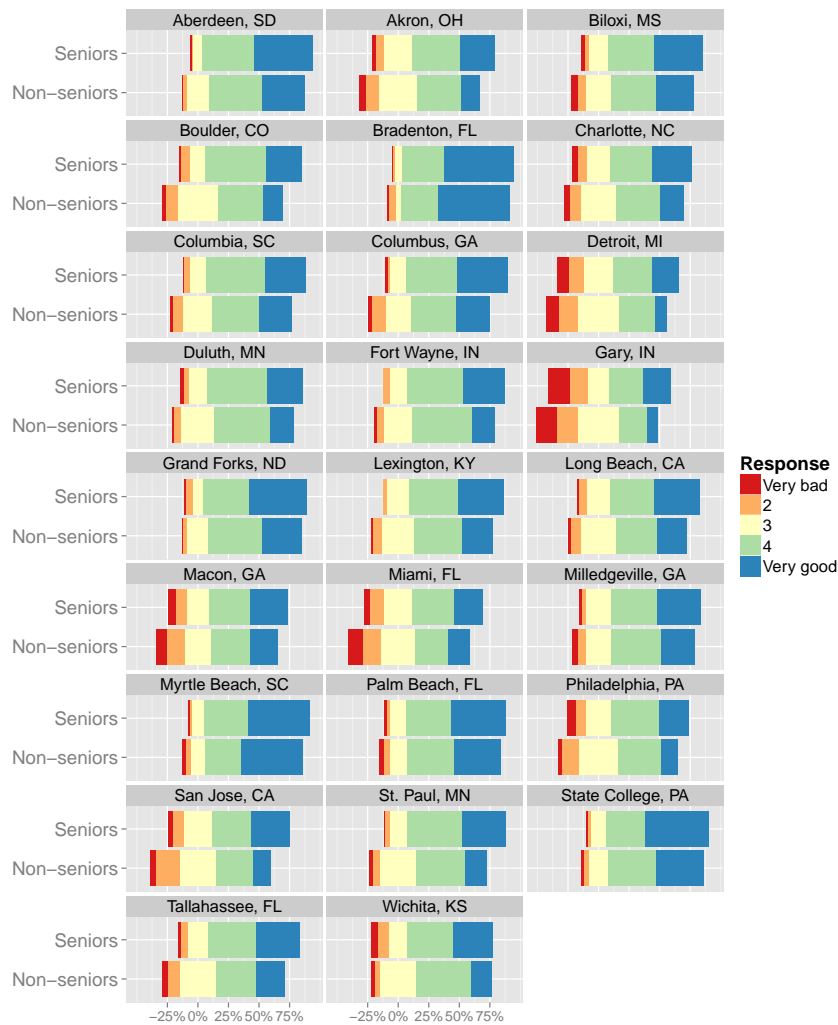 Aberdeen, SD Akron, OH Biloxi, MS
Seniors
Non−seniors
Boulder, CO Bradenton, FL Charlotte, NC
Seniors
Non−seniors
Columbia, SC Columbus, GA Detroit, MI
Seniors
Non−seniors
Duluth, MN Fort Wayne, IN Gary, IN
Seniors
Non−seniors
Grand Forks, ND Lexington, KY Long Beach, CA
Seniors
Non−seniors
Macon, GA Miami, FL Milledgeville, GA
Seniors
Non−seniors
Myrtle Beach, SC Palm Beach, FL Philadelphia, PA
Seniors
Non−seniors
San Jose, CA St. Paul, MN State College, PA
Seniors
Non−seniors
Tallahassee, FL Wichita, KS
Seniors
Non−seniors
−25% 0% 25% 50% 75% −25% 0% 25% 50% 75%
Response
Very bad
2
3
4
Very good